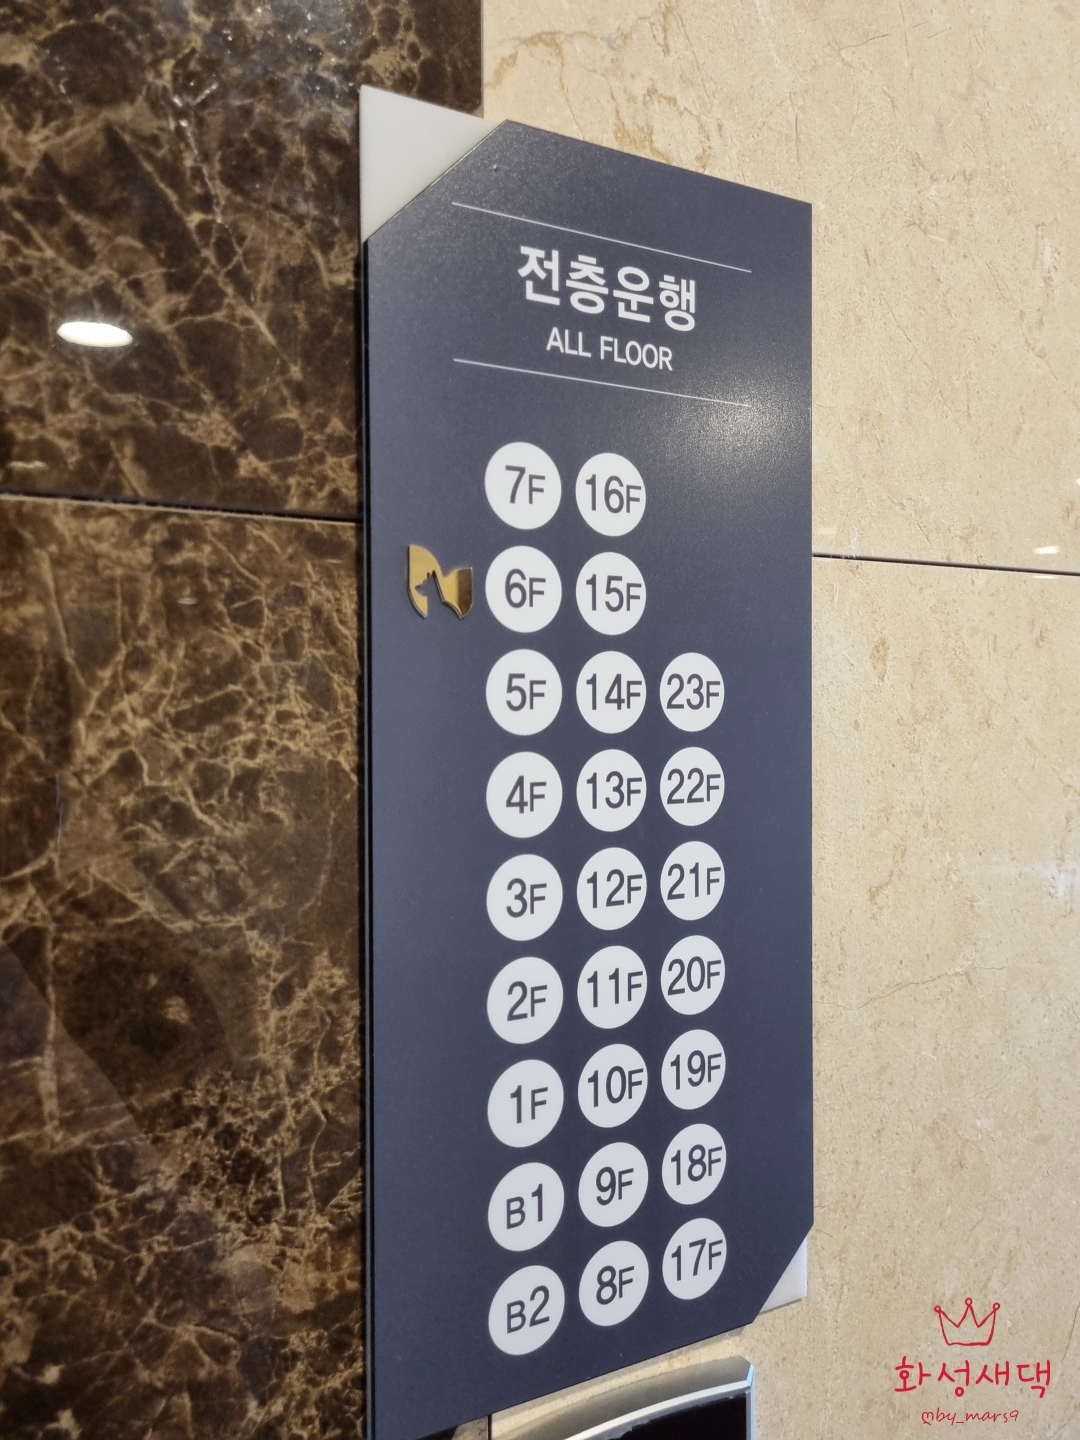 전층운행
ALL FLOOR
7F 16F
6F 15F
5F 14F 23F
4F 13F 22F
3F 12F 21F
2F 11F 20F
1F 10F 19F
B1 9F 18F
B2 8F 17F
화성새댁
by_mars9